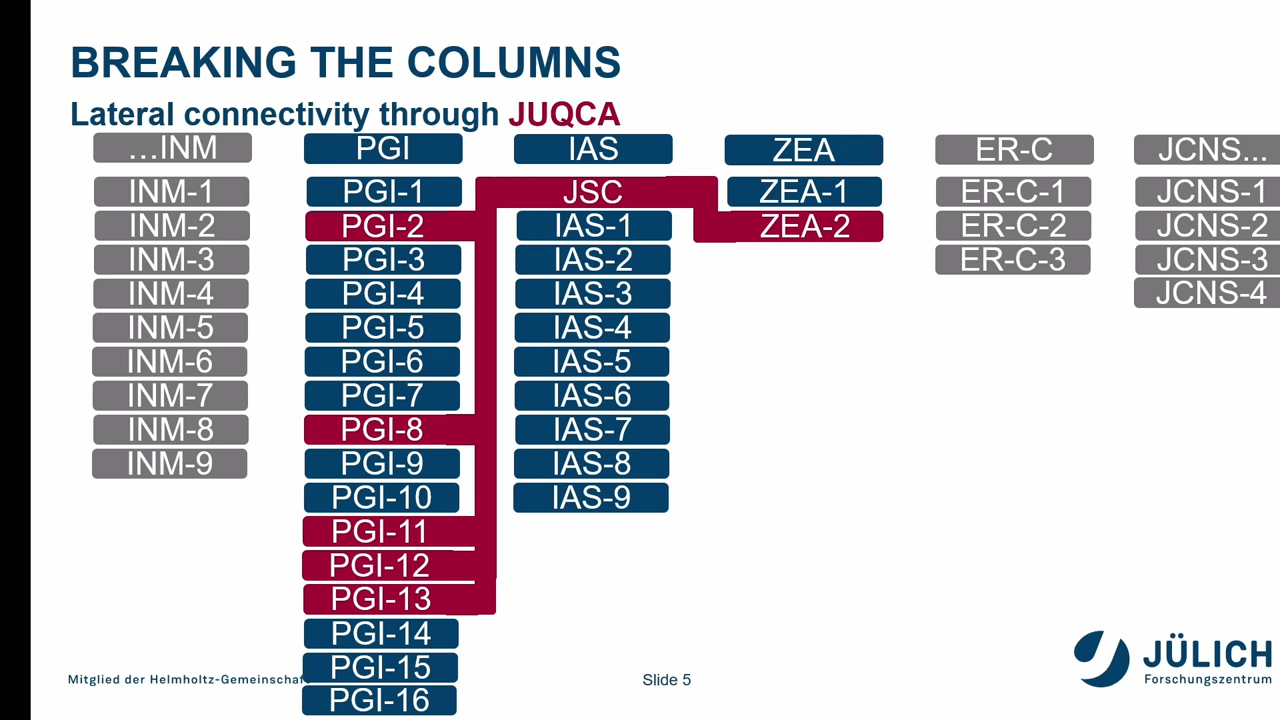 BREAKING THE COLUMNS
Lateral connectivity through JUQCA
...INM PGI IAS ZEA ER-C JCNS...
INM-1 PGI-1 JSC ZEA-1 ER-C-1 JCNS-1
INM-2 PGI-2 IAS-1 ZEA-2 ER-C-2 JCNS-2
INM-3 PGI-3 IAS-2 ER-C-3 JCNS-3
INM-4 PGI-4 IAS-3 JCNS-4
INM-5 PGI-5 IAS-4
INM-6 PGI-6 IAS-5
INM-7 PGI-7 IAS-6
INM-8 PGI-8 IAS-7
INM-9 PGI-9 IAS-8
PGI-10 IAS-9
PGI-11
PGI-12
PGI-13
PGI-14
PGI-15
PGI-16
Mitglied der Helmholtz-Gemeinschaf
Slide 5
JÜLICH
Forschungszentrum